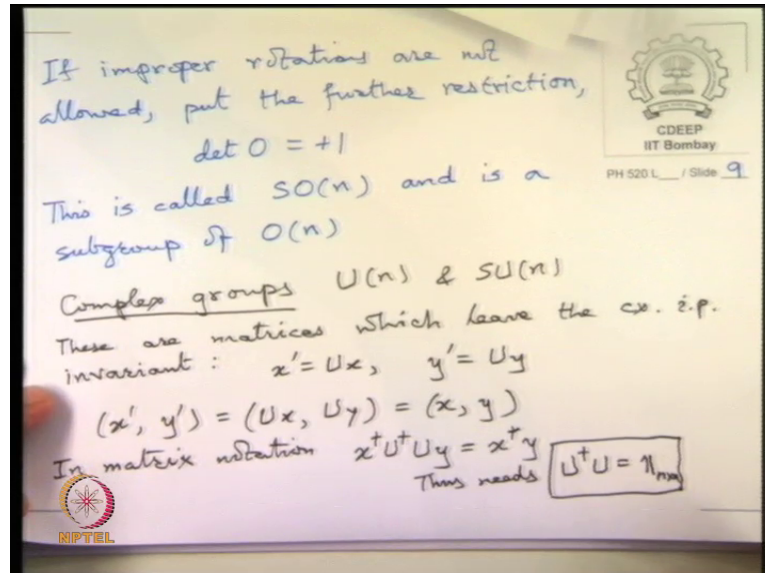 If improper rotations are not
allowed, put the further restriction,
det O = +1
This is called SO(n) and is a
subgroup of O(n)
Complex groups U(n) & SU(n)
These are matrices which leave the cx. i.p.
invariant : x' = Ux, y' = Uy
(x', y') = (Ux, Uy) = (x, y)
In matrix notation x†U†Uy = x†y
Thus needs U†U = 𝟙n×n
CDEEP
IIT Bombay
PH 520 L___ / Slide 9
NPTEL